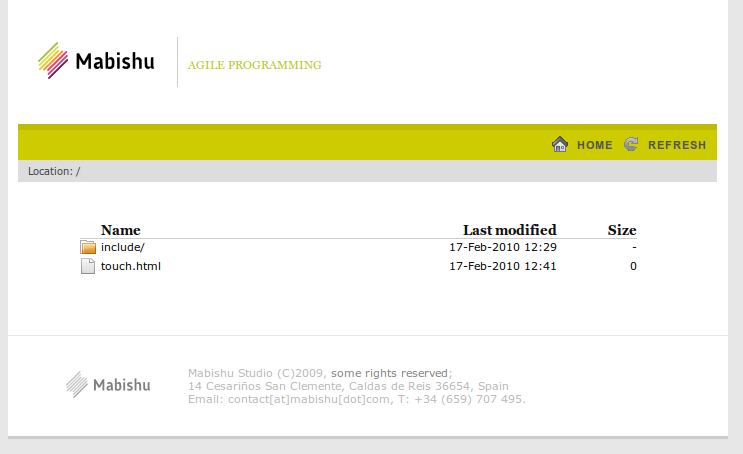 Mabishu
AGILE PROGRAMMING
HOME REFRESH
Location: /
Name Last modified Size
include/ 17-Feb-2010 12:29 -
touch.html 17-Feb-2010 12:41 0
Mabishu
Mabishu Studio (C)2009, some rights reserved;
14 Cesariños San Clemente, Caldas de Reis 36654, Spain
Email: contact[at]mabishu[dot]com, T: +34 (659) 707 495.